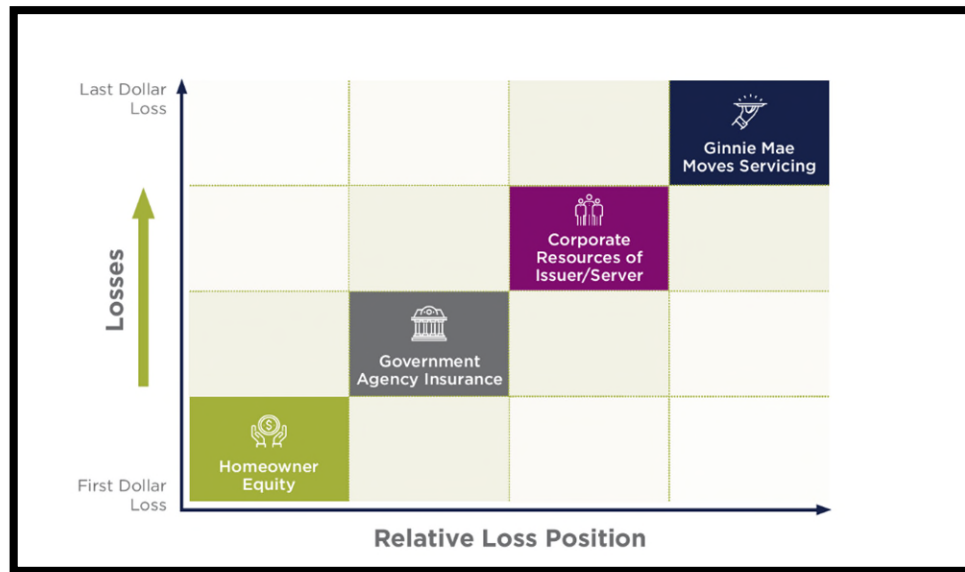 Last Dollar
Loss
Ginnie Mae
Moves Servicing
Corporate
Resources of
Issuer/Server
Losses
Government
Agency Insurance
Homeowner
Equity
First Dollar
Loss
Relative Loss Position